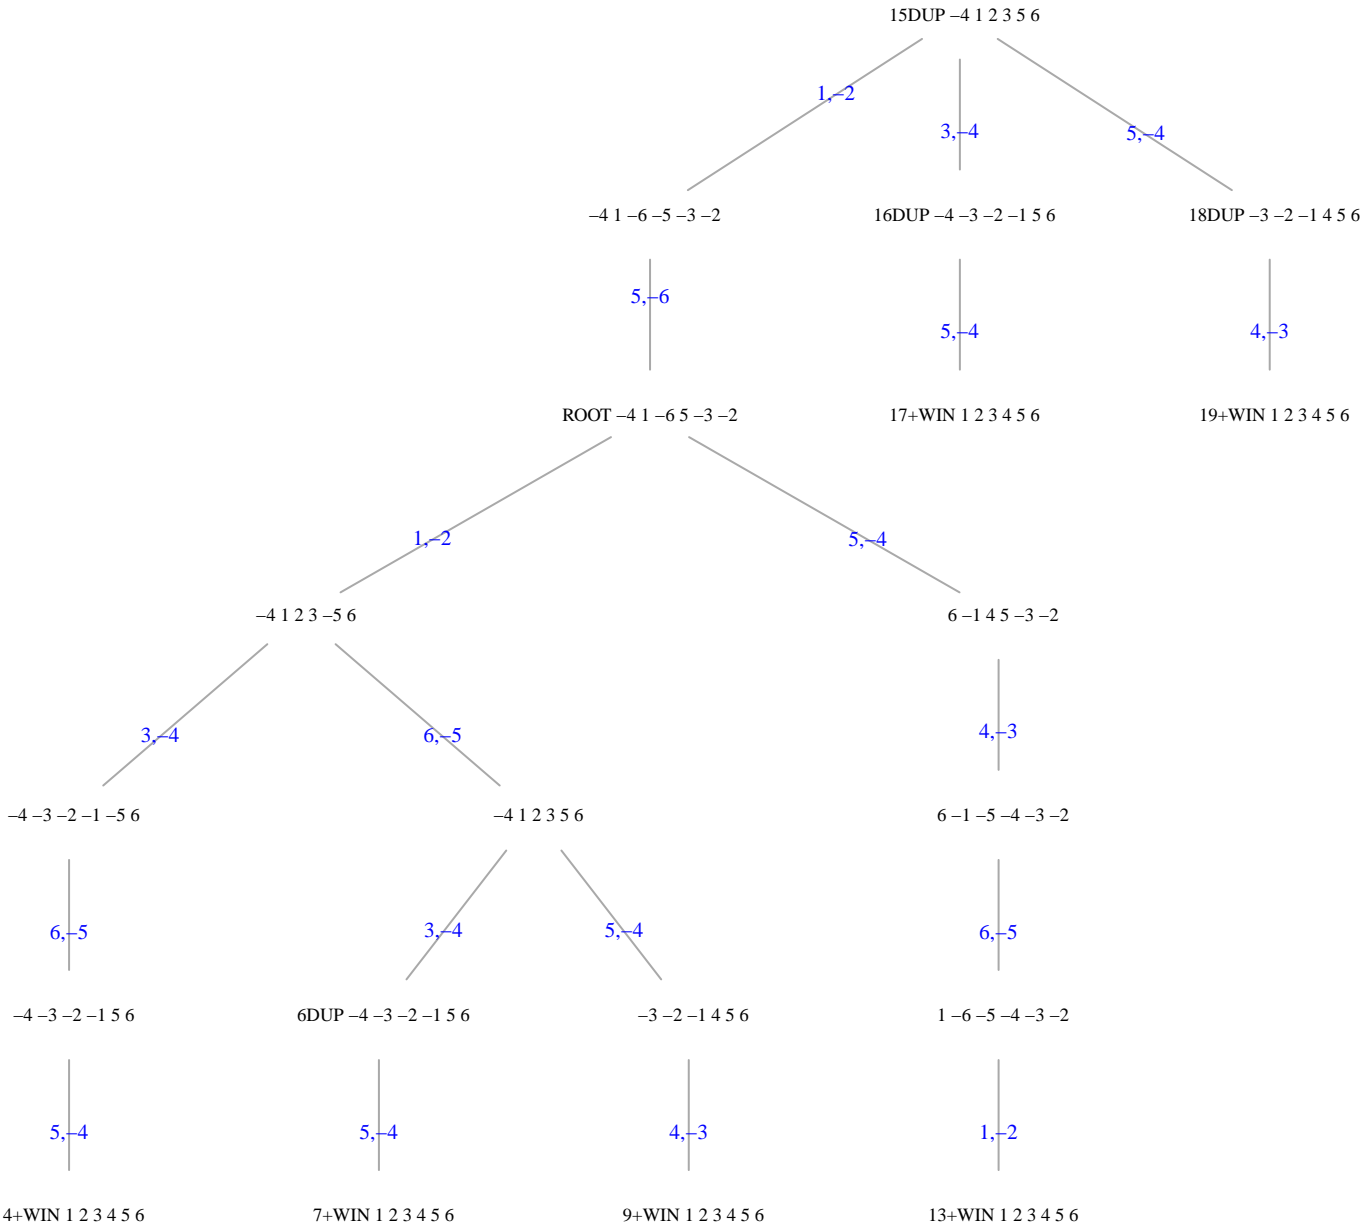 15DUP –4 1 2 3 5 6
1,–2
3,–4
5,–4
–4 1 –6 –5 –3 –2
16DUP –4 –3 –2 –1 5 6
18DUP –3 –2 –1 4 5 6
5,–6
5,–4
4,–3
ROOT –4 1 –6 5 –3 –2
17+WIN 1 2 3 4 5 6
19+WIN 1 2 3 4 5 6
1,–2
5,–4
–4 1 2 3 –5 6
6 –1 4 5 –3 –2
3,–4
6,–5
4,–3
–4 –3 –2 –1 –5 6
–4 1 2 3 5 6
6 –1 –5 –4 –3 –2
6,–5
3,–4
5,–4
6,–5
–4 –3 –2 –1 5 6
6DUP –4 –3 –2 –1 5 6
–3 –2 –1 4 5 6
1 –6 –5 –4 –3 –2
5,–4
5,–4
4,–3
1,–2
4+WIN 1 2 3 4 5 6
7+WIN 1 2 3 4 5 6
9+WIN 1 2 3 4 5 6
13+WIN 1 2 3 4 5 6